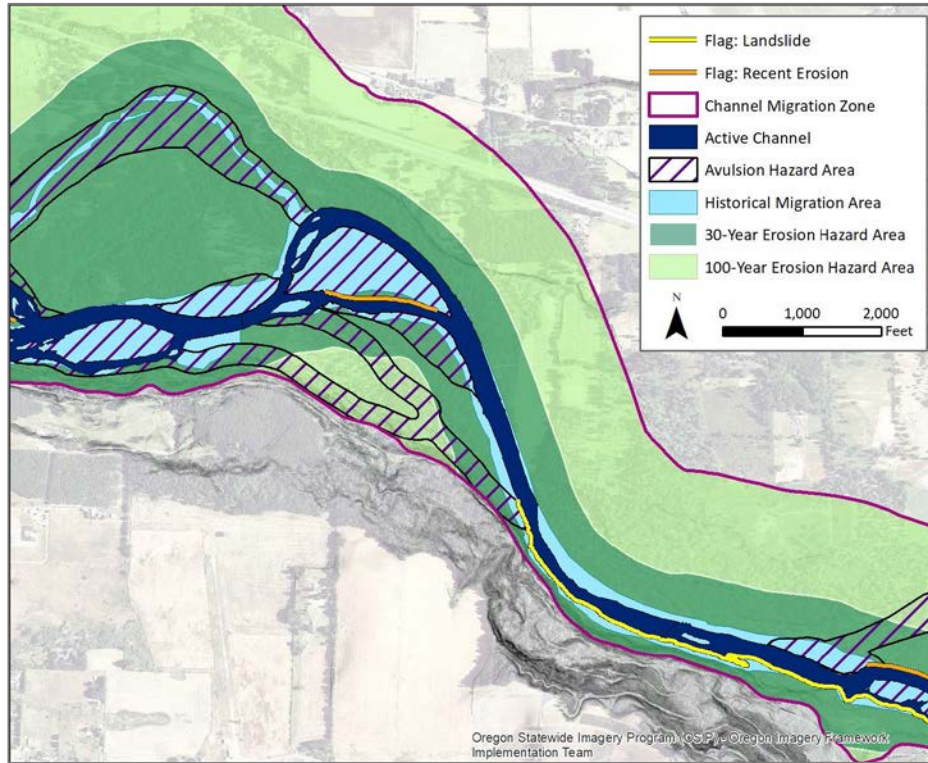 Flag: Landslide
Flag: Recent Erosion
Channel Migration Zone
Active Channel
Avulsion Hazard Area
Historical Migration Area
30-Year Erosion Hazard Area
100-Year Erosion Hazard Area
N
0 1,000 2,000
Feet
Oregon Statewide Imagery Program (OSIP) - Oregon Imagery Framework
Implementation Team